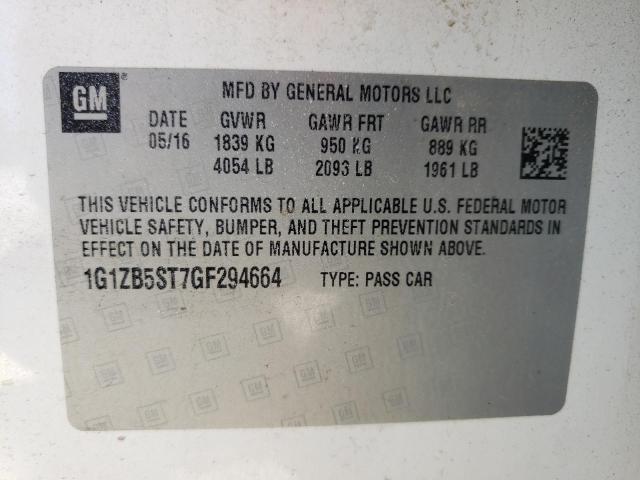 GM ® MFD BY GENERAL MOTORS LLC
DATE GVWR GAWR FRT GAWR RR
05/16 1839 KG 950 KG 889 KG
4054 LB 2093 LB 1961 LB
THIS VEHICLE CONFORMS TO ALL APPLICABLE U.S. FEDERAL MOTOR
VEHICLE SAFETY, BUMPER, AND THEFT PREVENTION STANDARDS IN
EFFECT ON THE DATE OF MANUFACTURE SHOWN ABOVE.
1G1ZB5ST7GF294664 TYPE: PASS CAR